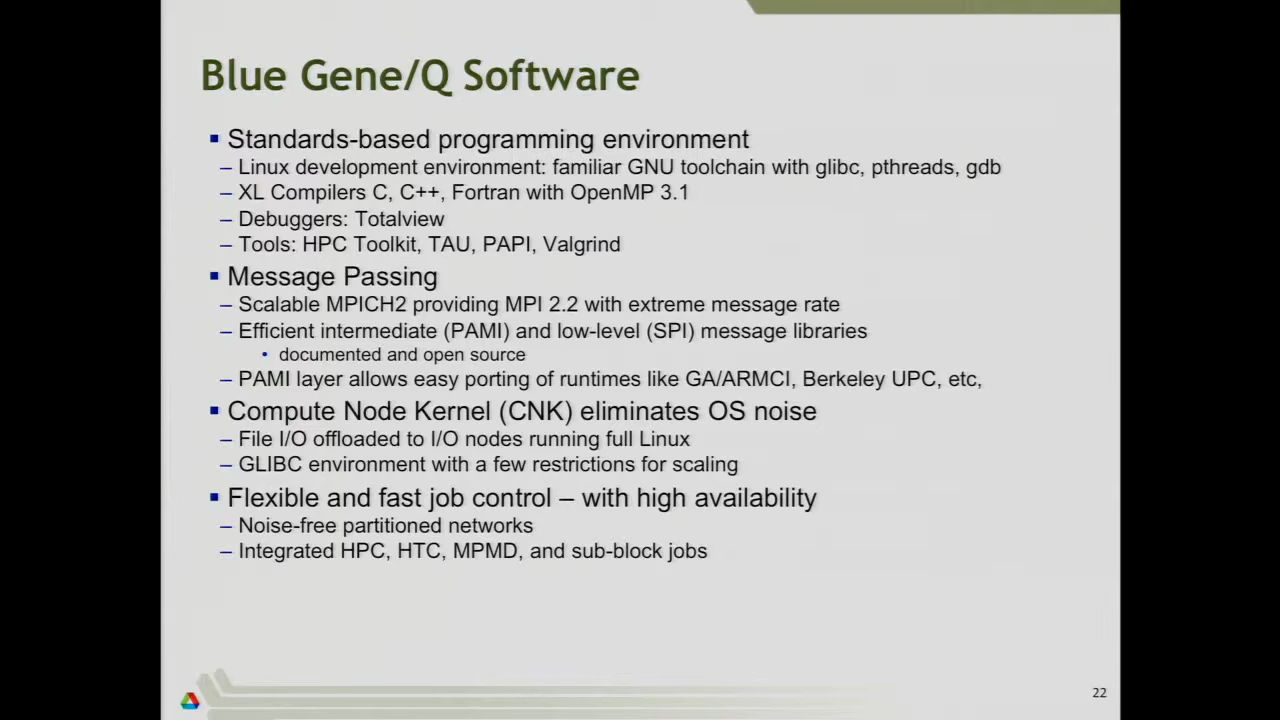 Blue Gene/Q Software
▪ Standards-based programming environment
– Linux development environment: familiar GNU toolchain with glibc, pthreads, gdb
– XL Compilers C, C++, Fortran with OpenMP 3.1
– Debuggers: Totalview
– Tools: HPC Toolkit, TAU, PAPI, Valgrind
▪ Message Passing
– Scalable MPICH2 providing MPI 2.2 with extreme message rate
– Efficient intermediate (PAMI) and low-level (SPI) message libraries
• documented and open source
– PAMI layer allows easy porting of runtimes like GA/ARMCI, Berkeley UPC, etc,
▪ Compute Node Kernel (CNK) eliminates OS noise
– File I/O offloaded to I/O nodes running full Linux
– GLIBC environment with a few restrictions for scaling
▪ Flexible and fast job control – with high availability
– Noise-free partitioned networks
– Integrated HPC, HTC, MPMD, and sub-block jobs
22